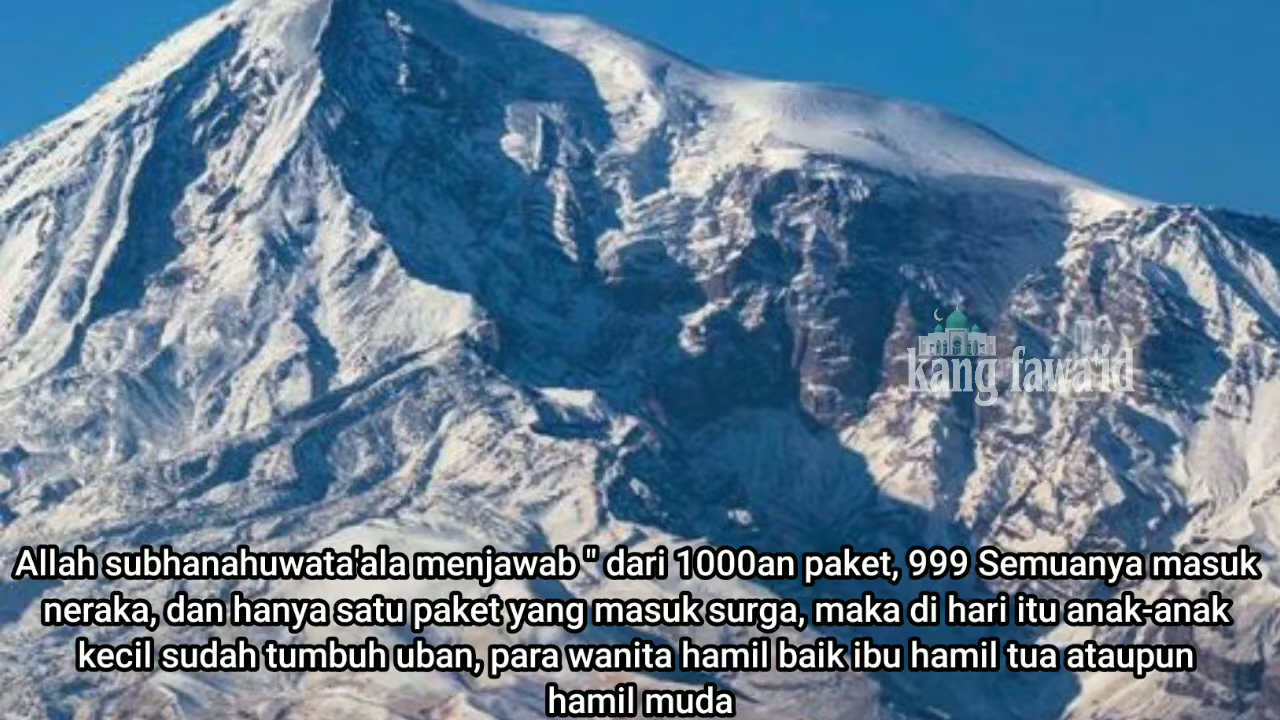 kang fawa'id
Allah subhanahuwata'ala menjawab " dari 1000an paket, 999 Semuanya masuk
neraka, dan hanya satu paket yang masuk surga, maka di hari itu anak-anak
kecil sudah tumbuh uban, para wanita hamil baik ibu hamil tua ataupun
hamil muda